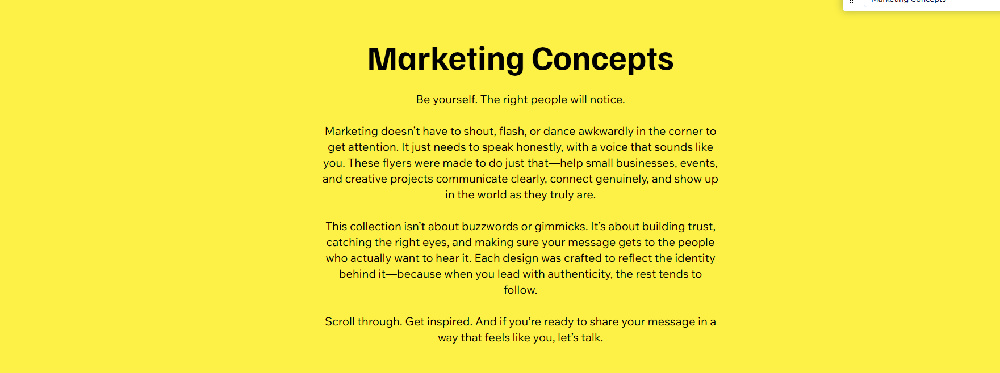 Marketing Concepts
Marketing Concepts
Be yourself. The right people will notice.
Marketing doesn’t have to shout, flash, or dance awkwardly in the corner to
get attention. It just needs to speak honestly, with a voice that sounds like
you. These flyers were made to do just that—help small businesses, events,
and creative projects communicate clearly, connect genuinely, and show up
in the world as they truly are.
This collection isn’t about buzzwords or gimmicks. It’s about building trust,
catching the right eyes, and making sure your message gets to the people
who actually want to hear it. Each design was crafted to reflect the identity
behind it—because when you lead with authenticity, the rest tends to
follow.
Scroll through. Get inspired. And if you’re ready to share your message in a
way that feels like you, let’s talk.